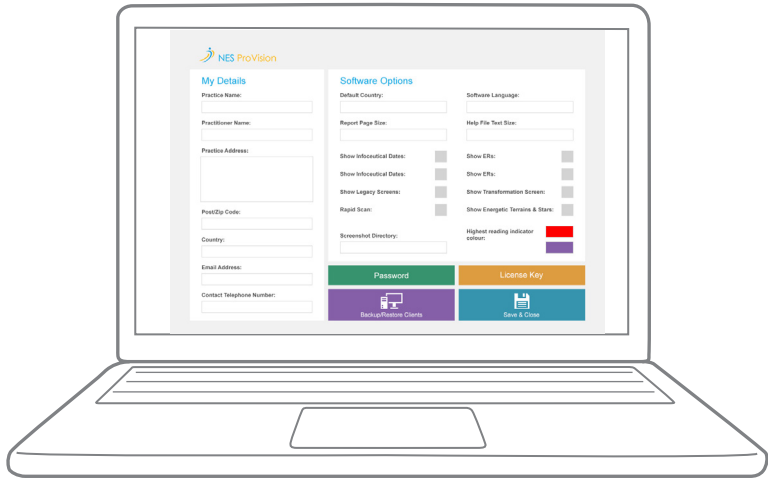 NES ProVision
My Details
Practice Name:
Practitioner Name:
Practice Address:
Post/Zip Code:
Country:
Email Address:
Contact Telephone Number:
Software Options
Default Country:
Software Language:
Report Page Size:
Help File Text Size:
Show Infoceutical Dates:
Show ERs:
Show Infoceutical Dates:
Show ERs:
Show Legacy Screens:
Show Transformation Screen:
Rapid Scan:
Show Energetic Terrains & Stars:
Screenshot Directory:
Highest reading indicator
colour:
Password
License Key
Backup/Restore Clients
Save & Close